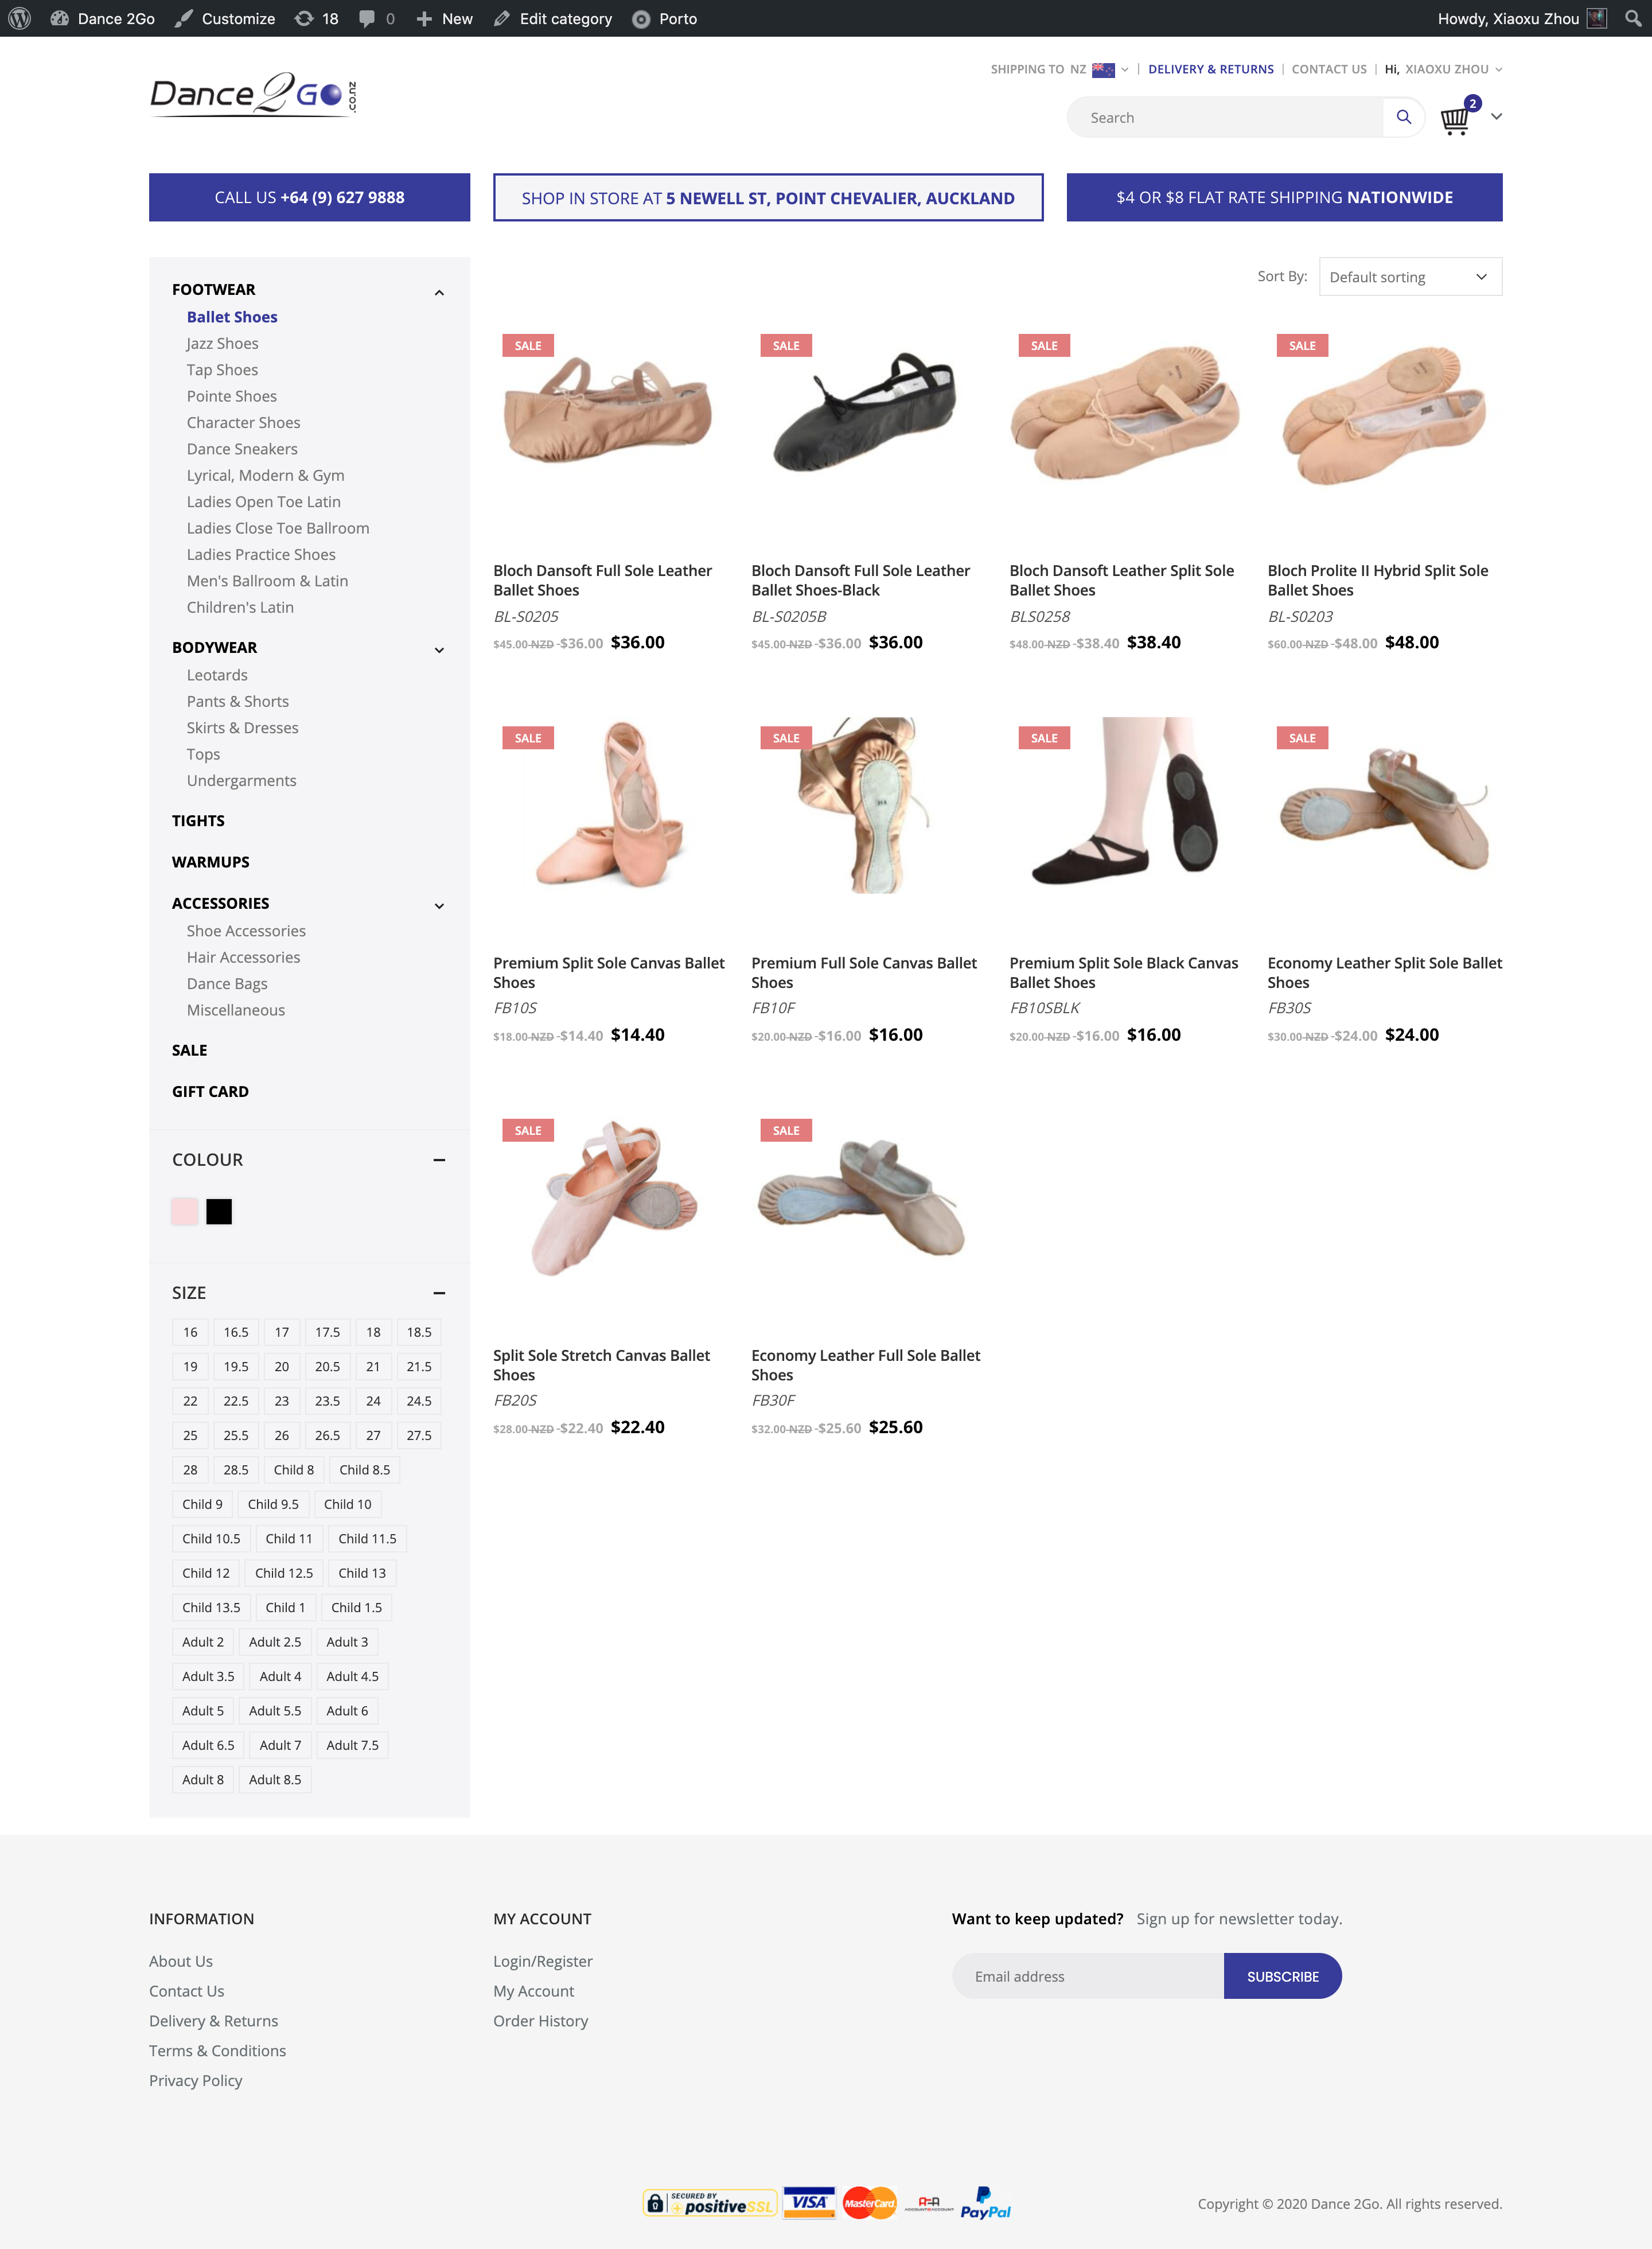 Dance 2Go Customize 18 0 New Edit category Porto Howdy, Xiaoxu Zhou
SHIPPING TO NZ DELIVERY & RETURNS CONTACT US Hi, XIAOXU ZHOU
Dance2Go .co.nz
Search 2
CALL US +64 (9) 627 9888
SHOP IN STORE AT 5 NEWELL ST, POINT CHEVALIER, AUCKLAND
$4 OR $8 FLAT RATE SHIPPING NATIONWIDE
FOOTWEAR
Ballet Shoes
Jazz Shoes
Tap Shoes
Pointe Shoes
Character Shoes
Dance Sneakers
Lyrical, Modern & Gym
Ladies Open Toe Latin
Ladies Close Toe Ballroom
Ladies Practice Shoes
Men's Ballroom & Latin
Children's Latin
BODYWEAR
Leotards
Pants & Shorts
Skirts & Dresses
Tops
Undergarments
TIGHTS
WARMUPS
ACCESSORIES
Shoe Accessories
Hair Accessories
Dance Bags
Miscellaneous
SALE
GIFT CARD
COLOUR
SIZE
16 16.5 17 17.5 18 18.5
19 19.5 20 20.5 21 21.5
22 22.5 23 23.5 24 24.5
25 25.5 26 26.5 27 27.5
28 28.5 Child 8 Child 8.5
Child 9 Child 9.5 Child 10
Child 10.5 Child 11 Child 11.5
Child 12 Child 12.5 Child 13
Child 13.5 Child 1 Child 1.5
Adult 2 Adult 2.5 Adult 3
Adult 3.5 Adult 4 Adult 4.5
Adult 5 Adult 5.5 Adult 6
Adult 6.5 Adult 7 Adult 7.5
Adult 8 Adult 8.5
Sort By: Default sorting
SALE
Bloch Dansoft Full Sole Leather
Ballet Shoes
BL-S0205
$45.00 NZD -$36.00 $36.00
SALE
Bloch Dansoft Full Sole Leather
Ballet Shoes-Black
BL-S0205B
$45.00 NZD -$36.00 $36.00
SALE
Bloch Dansoft Leather Split Sole
Ballet Shoes
BLS0258
$48.00 NZD -$38.40 $38.40
SALE
Bloch Prolite II Hybrid Split Sole
Ballet Shoes
BL-S0203
$60.00 NZD -$48.00 $48.00
SALE
Premium Split Sole Canvas Ballet
Shoes
FB10S
$18.00 NZD -$14.40 $14.40
SALE
Premium Full Sole Canvas Ballet
Shoes
FB10F
$20.00 NZD -$16.00 $16.00
SALE
Premium Split Sole Black Canvas
Ballet Shoes
FB10SBLK
$20.00 NZD -$16.00 $16.00
SALE
Economy Leather Split Sole Ballet
Shoes
FB30S
$30.00 NZD -$24.00 $24.00
SALE
Split Sole Stretch Canvas Ballet
Shoes
FB20S
$28.00 NZD -$22.40 $22.40
SALE
Economy Leather Full Sole Ballet
Shoes
FB30F
$32.00 NZD -$25.60 $25.60
INFORMATION
About Us
Contact Us
Delivery & Returns
Terms & Conditions
Privacy Policy
MY ACCOUNT
Login/Register
My Account
Order History
Want to keep updated? Sign up for newsletter today.
Email address SUBSCRIBE
SECURED BY
positiveSSL
VISA
MasterCard
A2A
ACCOUNT2ACCOUNT
PayPal
Copyright © 2020 Dance 2Go. All rights reserved.